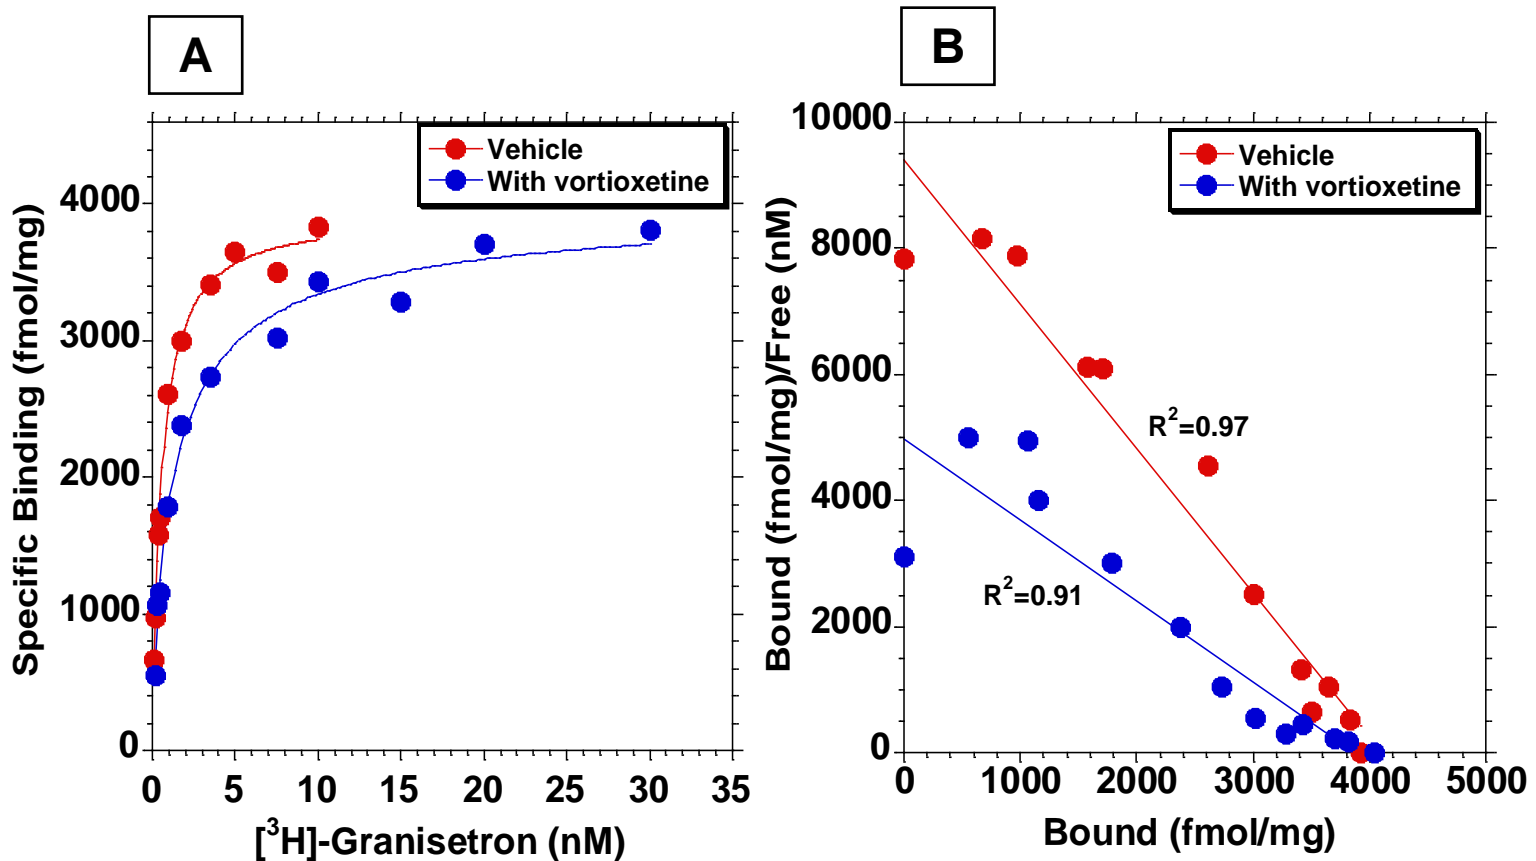 A
Vehicle
With vortioxetine
Specific Binding (fmol/mg)
4000
3000
2000
1000
0
0 5 10 15 20 25 30 35
[³H]-Granisetron (nM)
B
Vehicle
With vortioxetine
Bound (fmol/mg)/Free (nM)
10000
8000
6000
4000
2000
0
R²=0.97
R²=0.91
0 1000 2000 3000 4000 5000
Bound (fmol/mg)